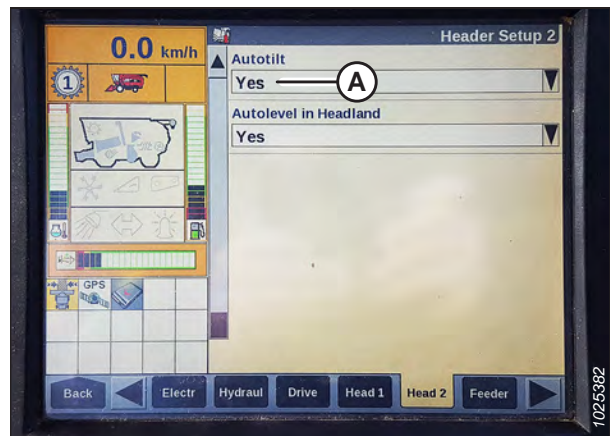 0.0 km/h
Header Setup 2
1
Autotilt
Yes
A
Autolevel in Headland
Yes
GPS
Back
Electr
Hydraul
Drive
Head 1
Head 2
Feeder
1025382